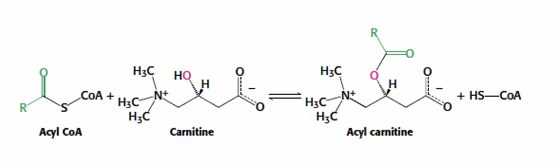 R
O
O
H₃C
HO
O
H₃C
O
O
H
H
CoA + H₃C—N⁺
–
H₃C—N⁺
–
+ HS—CoA
R
S
H₃C
O
H₃C
O
Acyl CoA
Carnitine
Acyl carnitine